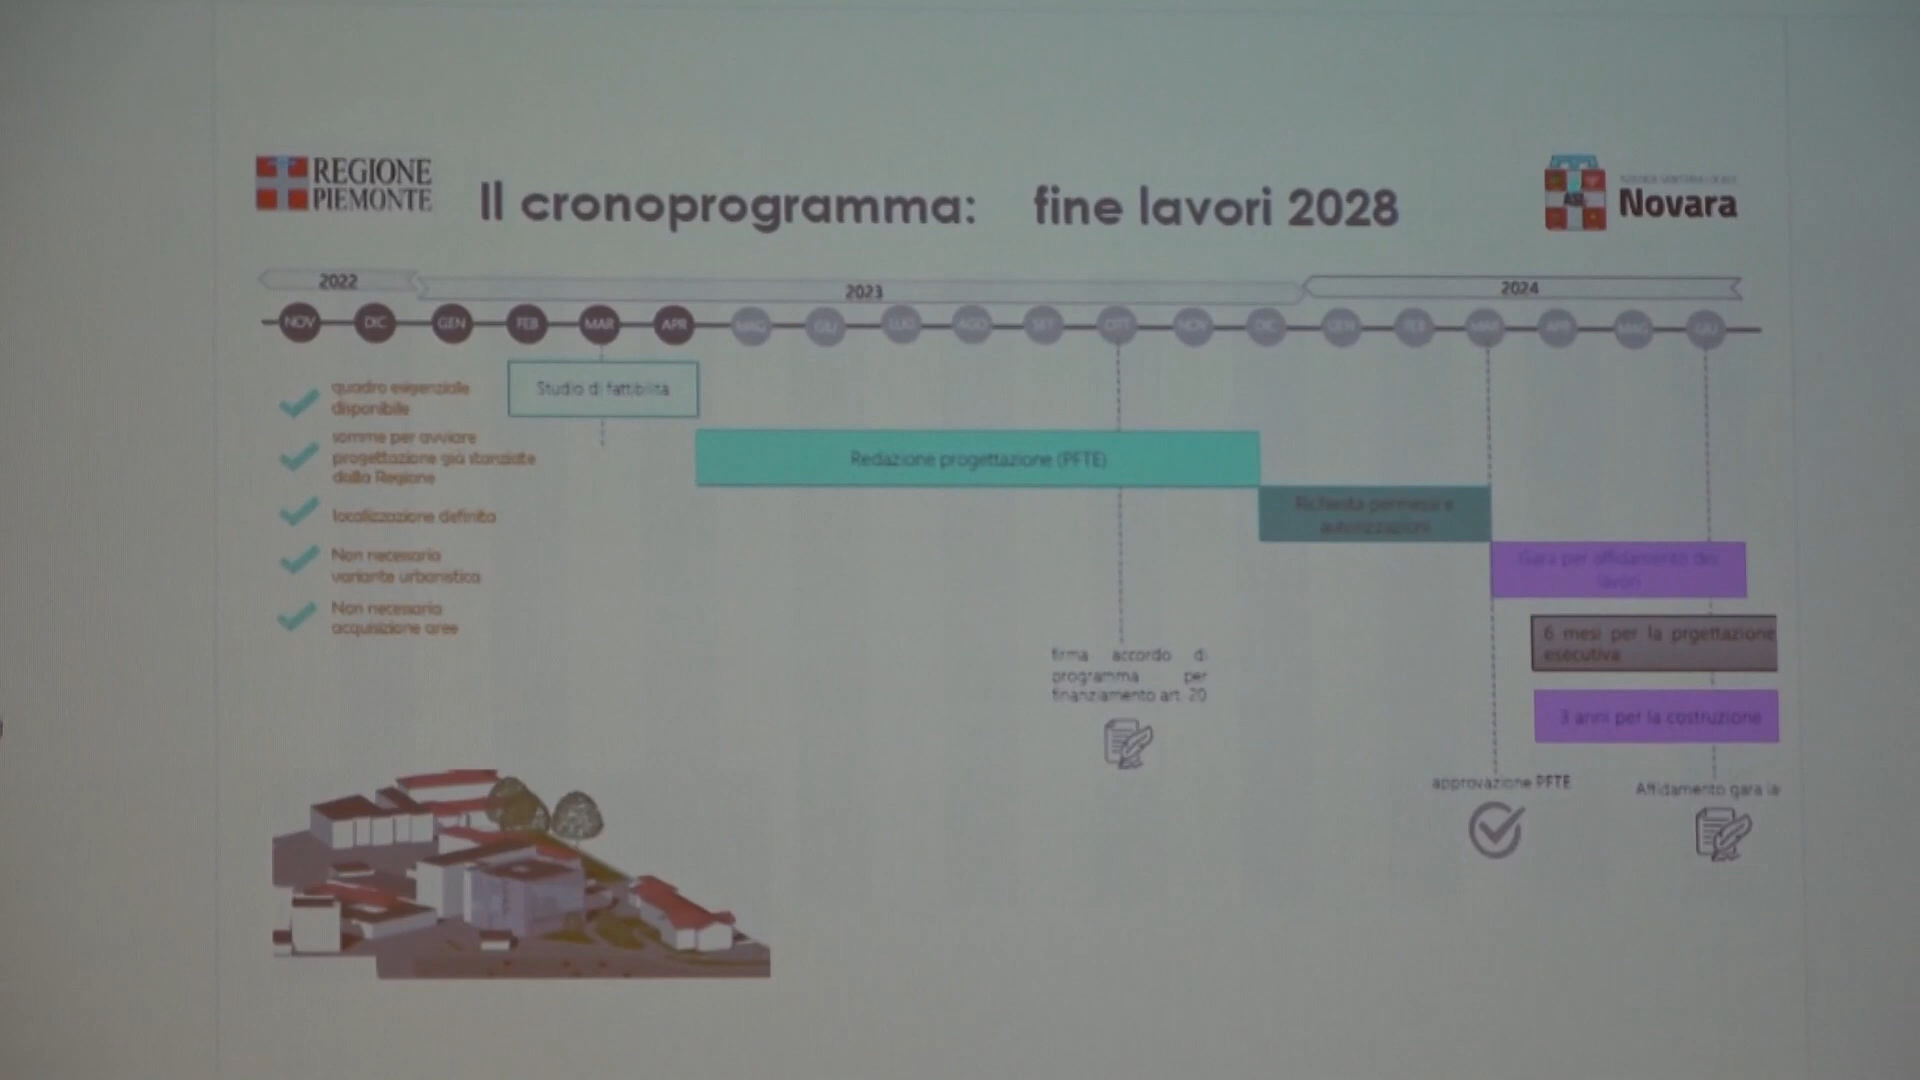 REGIONE
PIEMONTE
Il cronoprogramma: fine lavori 2028
Novara
2022
2023
2024
NOV DIC GEN FEB MAR APR MAG GIU LUG AGO SET OTT NOV DIC GEN FEB MAR APR MAG GIU
quadro esigenziale
disponibile
somme per avviare
progettazione già stanziate
dalla Regione
localizzazione definita
Non necessaria
variante urbanistica
Non necessaria
acquisizione aree
Studio di fattibilità
Redazione progettazione (PFTE)
Richiesta permessi e
autorizzazioni
Gara per affidamento dei
lavori
6 mesi per la prgettazione
esecutiva
3 anni per la costruzione
firma accordo di
programma per
finanziamento art. 20
approvazione PFTE
Affidamento gara la